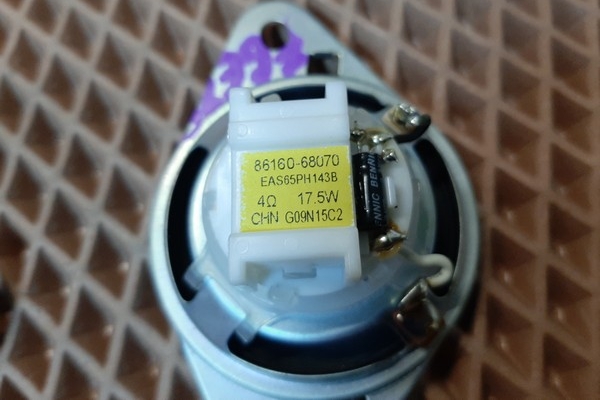 86160-68070
EAS65PH143B
4Ω 17.5W
CHN G09N15C2